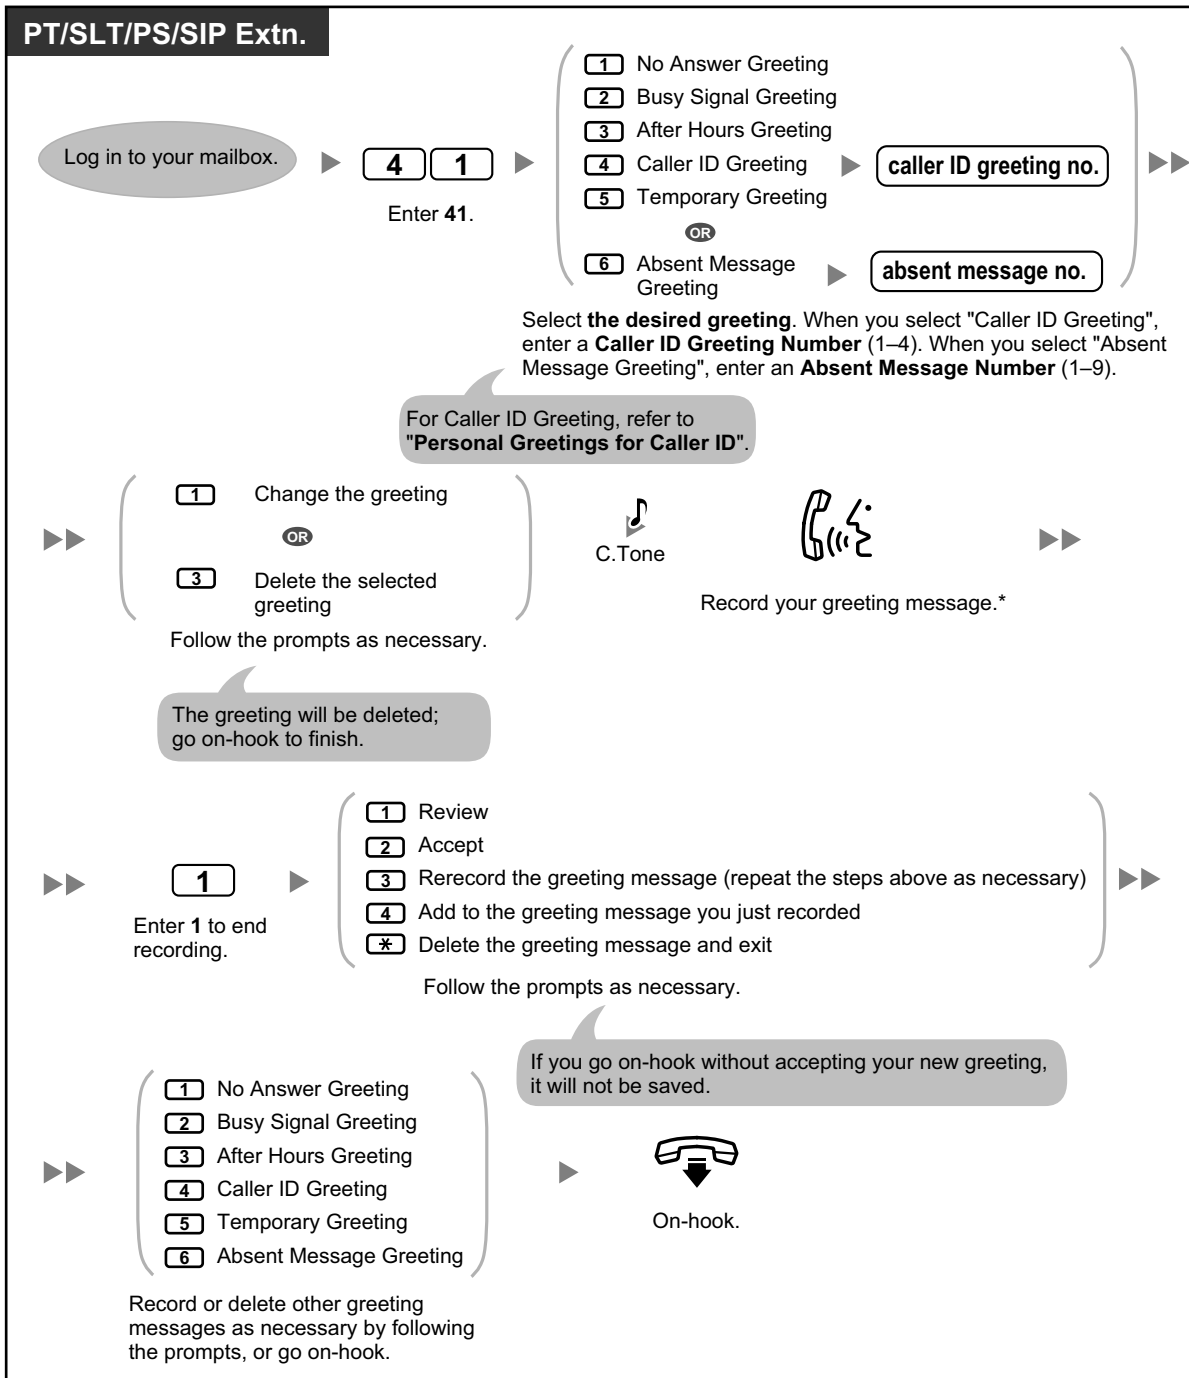 PT/SLT/PS/SIP Extn.
Log in to your mailbox.
4 1
Enter 41.
1 No Answer Greeting
2 Busy Signal Greeting
3 After Hours Greeting
4 Caller ID Greeting
caller ID greeting no.
5 Temporary Greeting
OR
6 Absent Message
Greeting
absent message no.
Select the desired greeting. When you select "Caller ID Greeting",
enter a Caller ID Greeting Number (1–4). When you select "Absent
Message Greeting", enter an Absent Message Number (1–9).
For Caller ID Greeting, refer to
"Personal Greetings for Caller ID".
1 Change the greeting
OR
3 Delete the selected
greeting
Follow the prompts as necessary.
C.Tone
Record your greeting message.*
The greeting will be deleted;
go on-hook to finish.
1
Enter 1 to end
recording.
1 Review
2 Accept
3 Rerecord the greeting message (repeat the steps above as necessary)
4 Add to the greeting message you just recorded
* Delete the greeting message and exit
Follow the prompts as necessary.
If you go on-hook without accepting your new greeting,
it will not be saved.
1 No Answer Greeting
2 Busy Signal Greeting
3 After Hours Greeting
4 Caller ID Greeting
5 Temporary Greeting
6 Absent Message Greeting
Record or delete other greeting
messages as necessary by following
the prompts, or go on-hook.
On-hook.